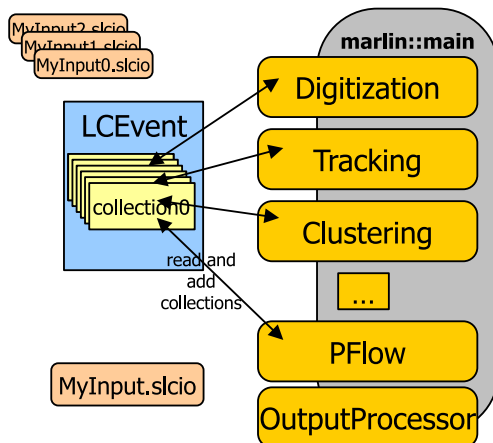 MyInput2.slcio
MyInput1.slcio
MyInput0.slcio
marlin::main
Digitization
LCEvent
Tracking
collection0
Clustering
read and
add
collections
...
PFlow
MyInput.slcio
OutputProcessor